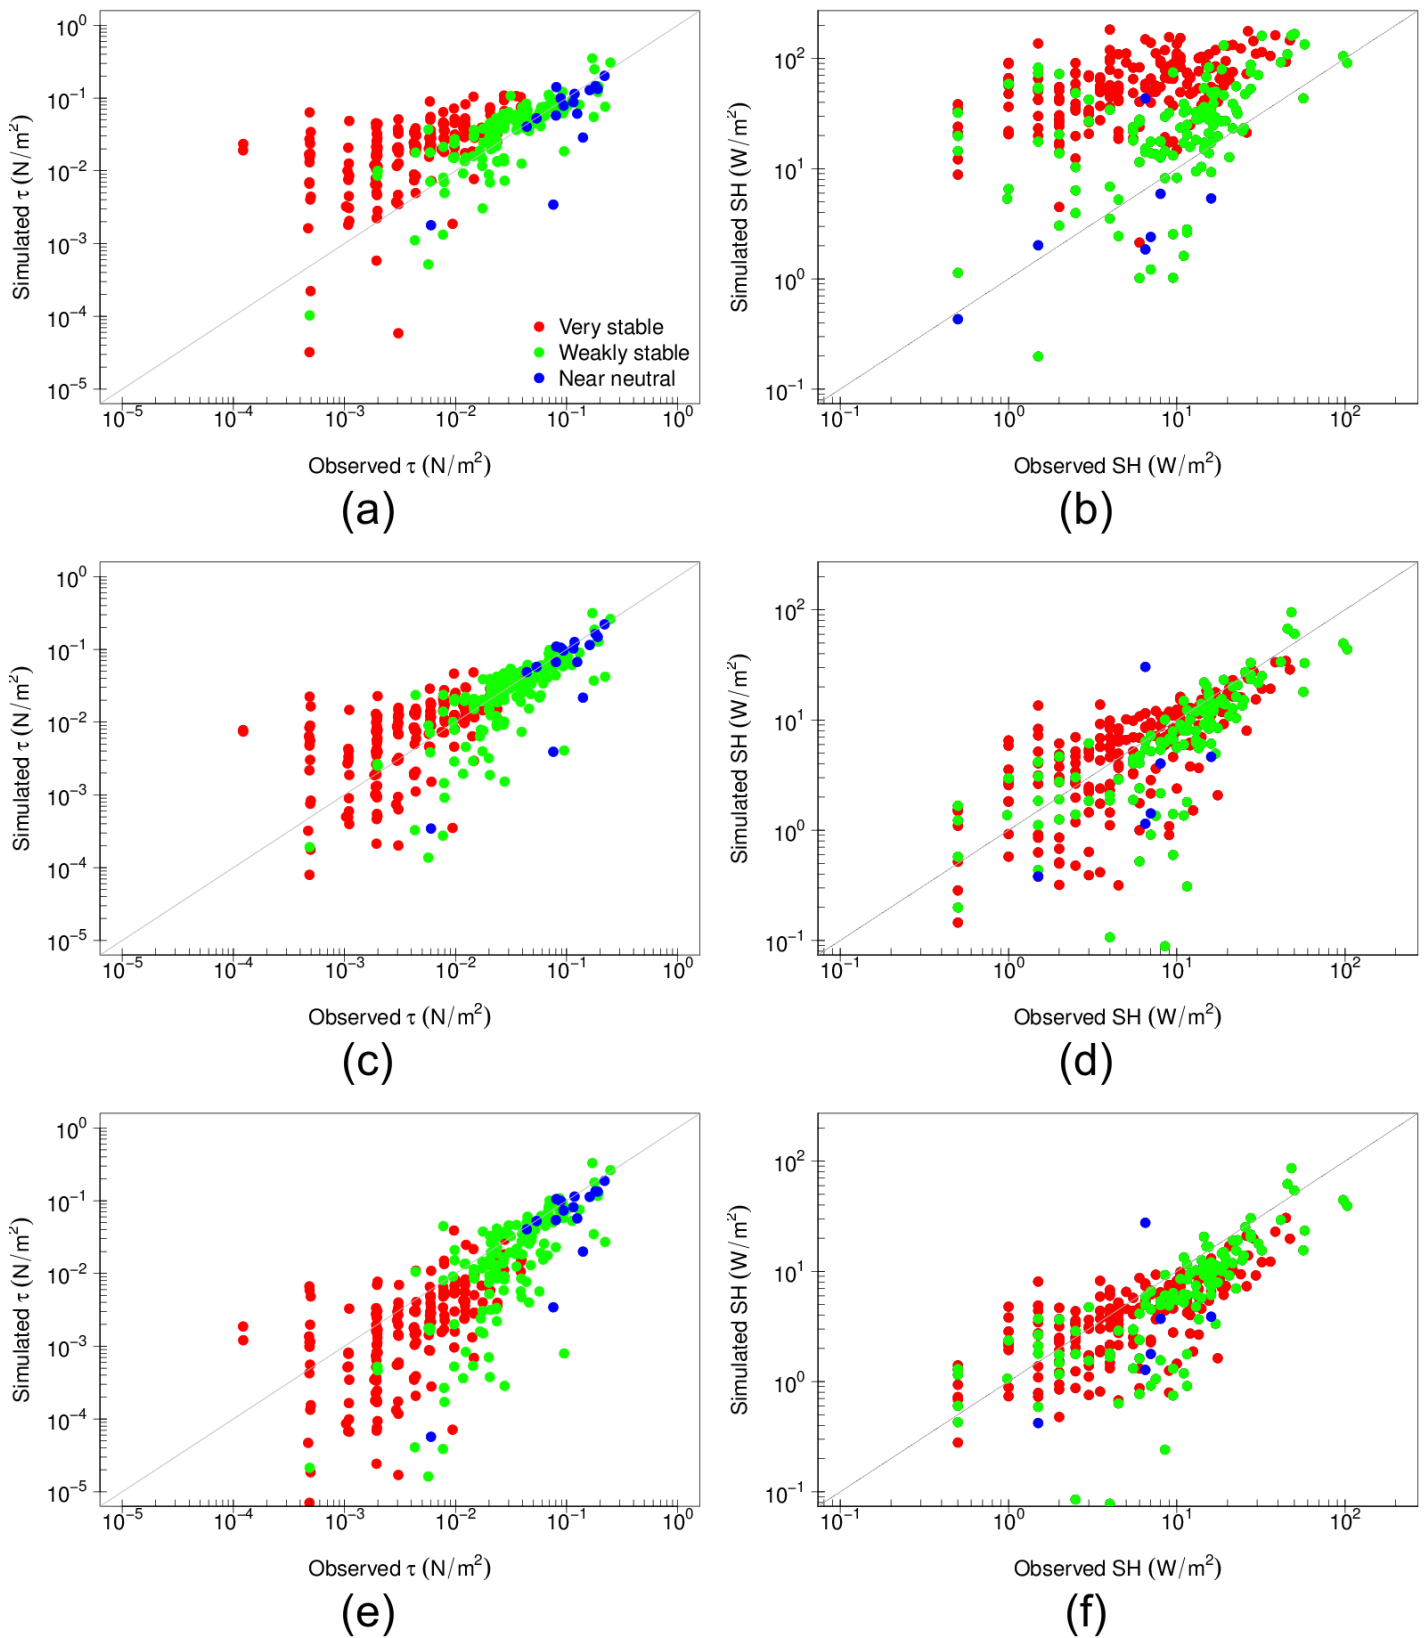 10⁰
10⁻¹
10⁻²
10⁻³
10⁻⁴
10⁻⁵
Simulated τ (N/m²)
Very stable
Weakly stable
Near neutral
10⁻⁵ 10⁻⁴ 10⁻³ 10⁻² 10⁻¹ 10⁰
Observed τ (N/m²)
(a)
10²
10¹
10⁰
10⁻¹
Simulated SH (W/m²)
10⁻¹ 10⁰ 10¹ 10²
Observed SH (W/m²)
(b)
10⁰
10⁻¹
10⁻²
10⁻³
10⁻⁴
10⁻⁵
Simulated τ (N/m²)
10⁻⁵ 10⁻⁴ 10⁻³ 10⁻² 10⁻¹ 10⁰
Observed τ (N/m²)
(c)
10²
10¹
10⁰
10⁻¹
Simulated SH (W/m²)
10⁻¹ 10⁰ 10¹ 10²
Observed SH (W/m²)
(d)
10⁰
10⁻¹
10⁻²
10⁻³
10⁻⁴
10⁻⁵
Simulated τ (N/m²)
10⁻⁵ 10⁻⁴ 10⁻³ 10⁻² 10⁻¹ 10⁰
Observed τ (N/m²)
(e)
10²
10¹
10⁰
10⁻¹
Simulated SH (W/m²)
10⁻¹ 10⁰ 10¹ 10²
Observed SH (W/m²)
(f)